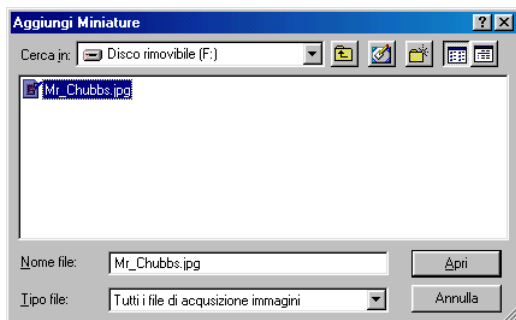 Aggiungi Miniature
Cerca in: Disco rimovibile (F:)
Mr_Chubbs.jpg
Nome file: Mr_Chubbs.jpg Apri
Tipo file: Tutti i file di acqusizione immagini Annulla